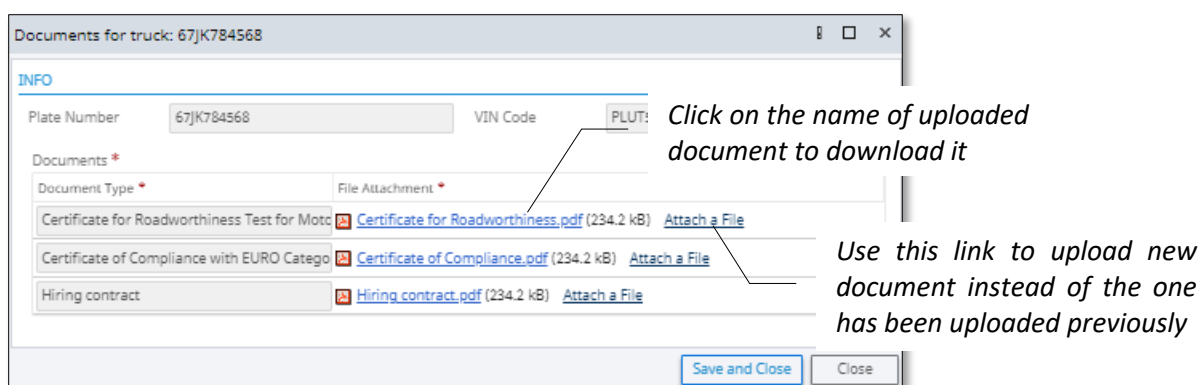 Documents for truck: 67JK784568
INFO
Plate Number 67JK784568 VIN Code
Click on the name of uploaded
document to download it
Documents *
Document Type * File Attachment *
Certificate for Roadworthiness Test for Motc Certificate for Roadworthiness.pdf (234.2 kB) Attach a File
Certificate of Compliance with EURO Catego Certificate of Compliance.pdf (234.2 kB) Attach a File
Hiring contract Hiring contract.pdf (234.2 kB) Attach a File
Use this link to upload new
document instead of the one
has been uploaded previously
Save and Close Close